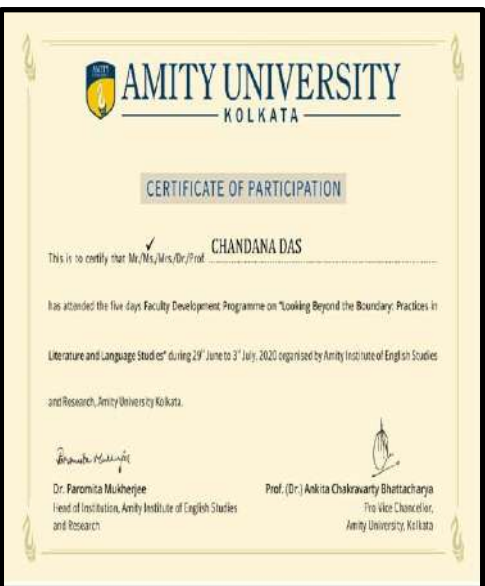 AMITY
AMITY UNIVERSITY
KOLKATA
CERTIFICATE OF PARTICIPATION
This is to certify that Mr./Ms./Mrs./Dr./Prof. CHANDANA DAS
has attended the five days Faculty Development Programme on "Looking Beyond the Boundary: Practices in
Literature and Language Studies" during 29th June to 3rd July, 2020 organised by Amity Institute of English Studies
and Research, Amity University Kolkata.
Paromita Mukherjee
Dr. Paromita Mukherjee
Prof. (Dr.) Ankita Chakravarty Bhattacharya
Head of Institution, Amity Institute of English Studies
and Research
Pro Vice Chancellor,
Amity University, Kolkata